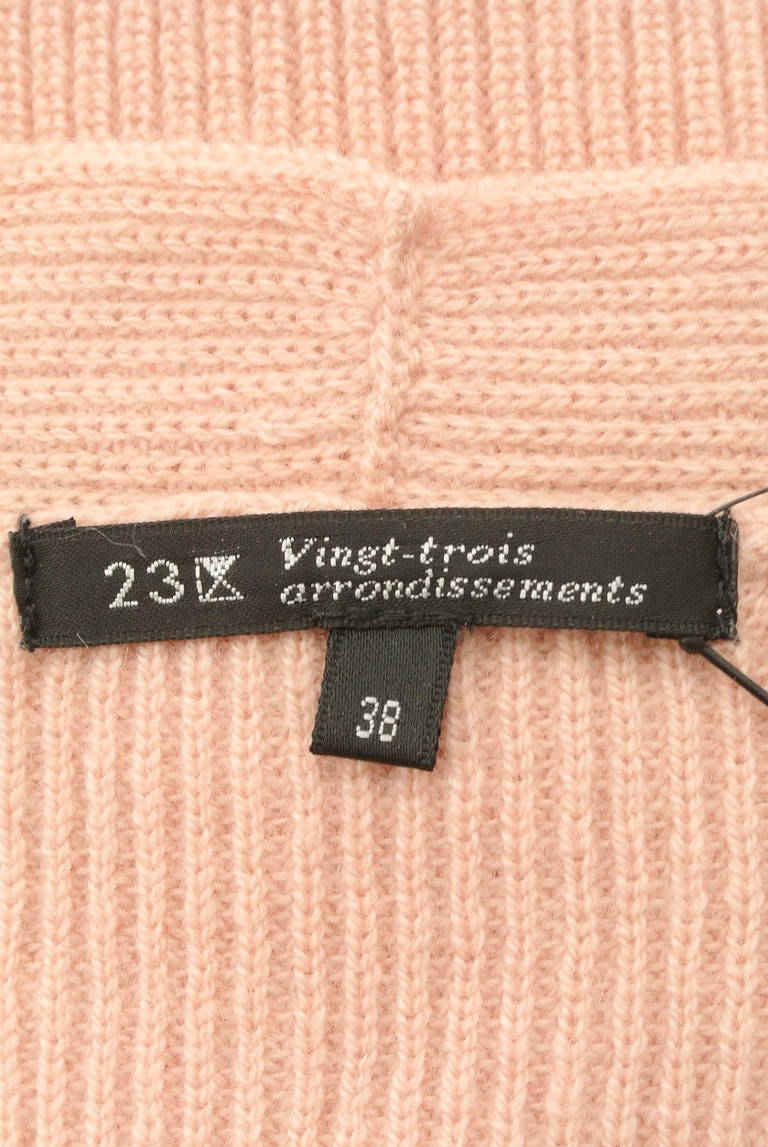 23区 Vingt-trois
arrondissements
38